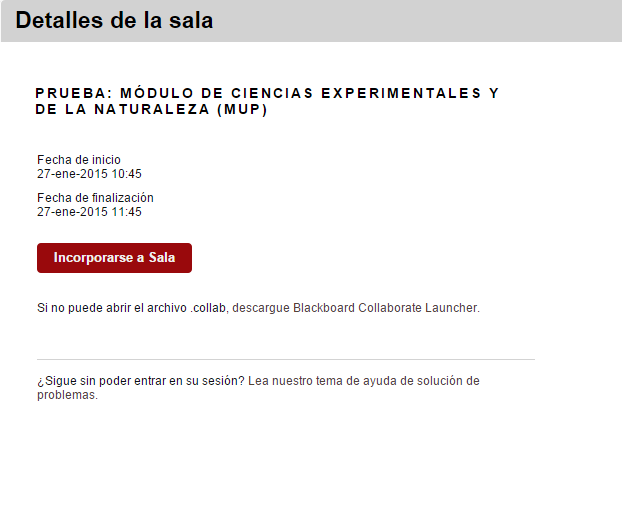 Detalles de la sala
PRUEBA: MÓDULO DE CIENCIAS EXPERIMENTALES Y
DE LA NATURALEZA (MUP)
Fecha de inicio
27-ene-2015 10:45
Fecha de finalización
27-ene-2015 11:45
Incorporarse a Sala
Si no puede abrir el archivo .collab, descargue Blackboard Collaborate Launcher.
¿Sigue sin poder entrar en su sesión? Lea nuestro tema de ayuda de solución de
problemas.